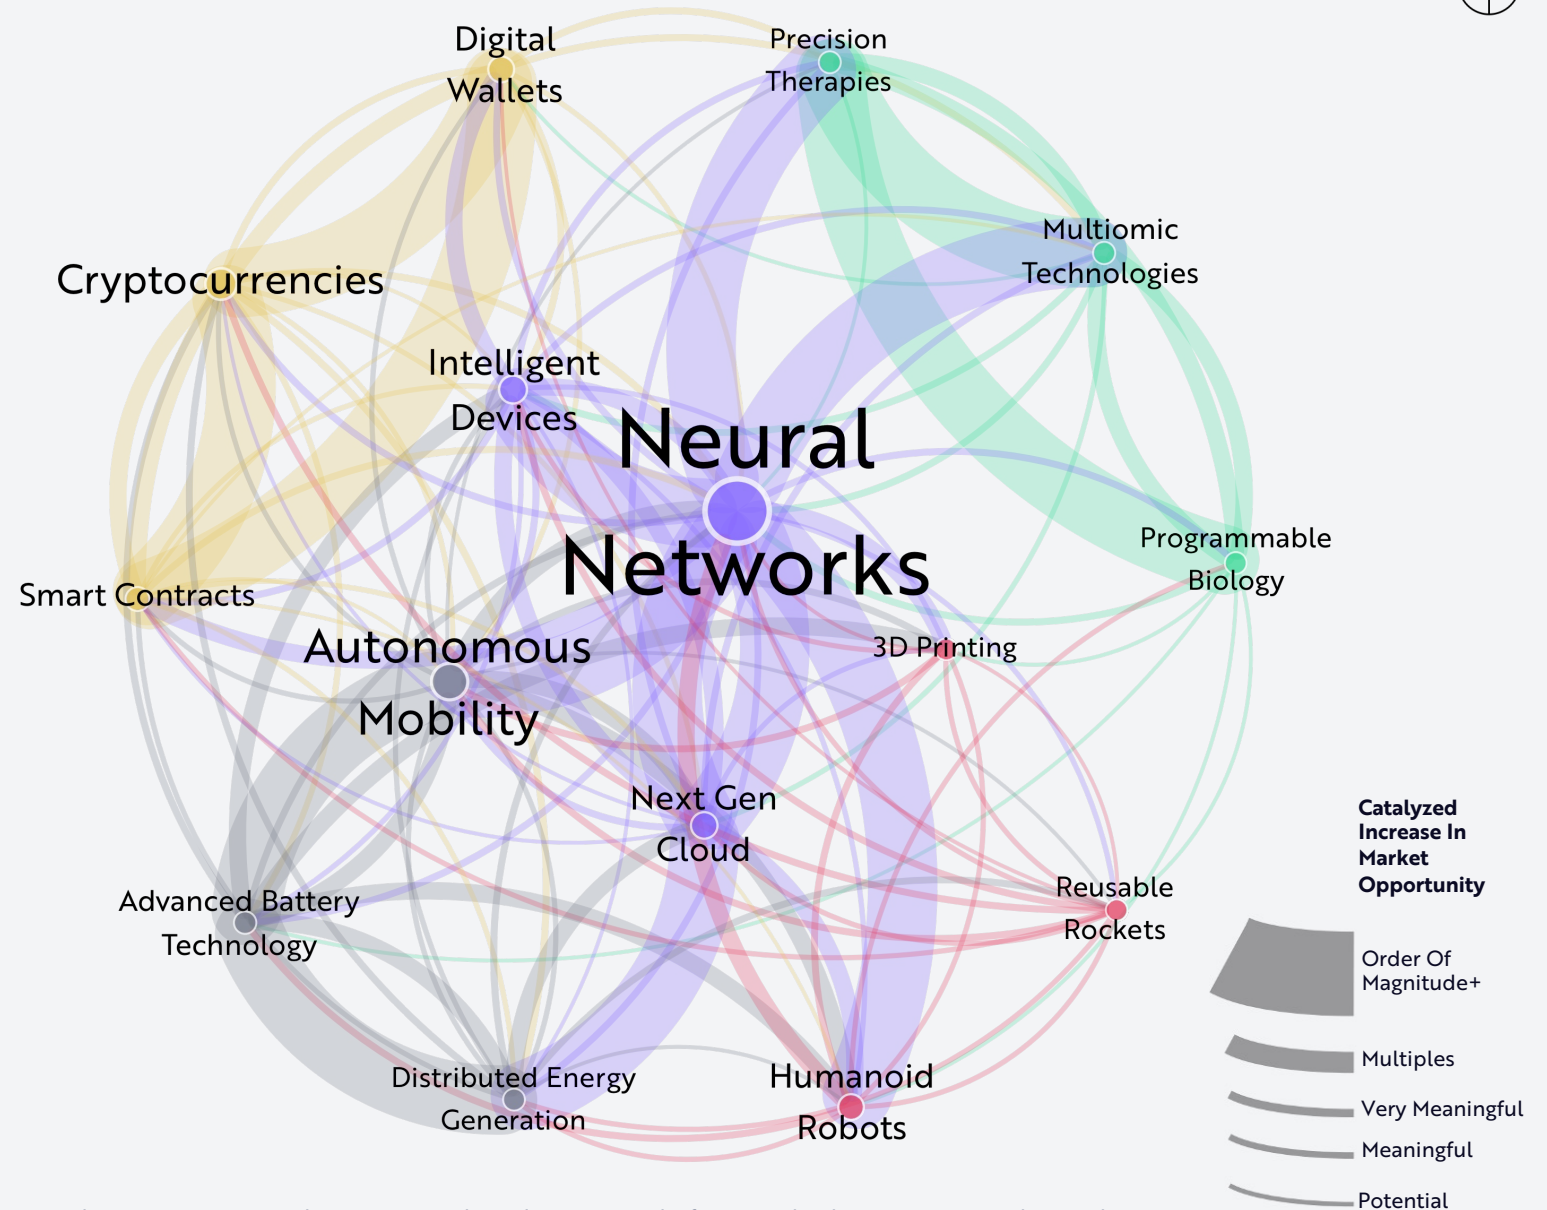 Digital
Wallets
Precision
Therapies
Multiomic
Technologies
Cryptocurrencies
Intelligent
Devices
Neural
Networks
Programmable
Biology
Smart Contracts
Autonomous
Mobility
3D Printing
Next Gen
Cloud
Advanced Battery
Technology
Reusable
Rockets
Distributed Energy
Generation
Humanoid
Robots
Catalyzed
Increase In
Market
Opportunity
Order Of
Magnitude+
Multiples
Very Meaningful
Meaningful
Potential